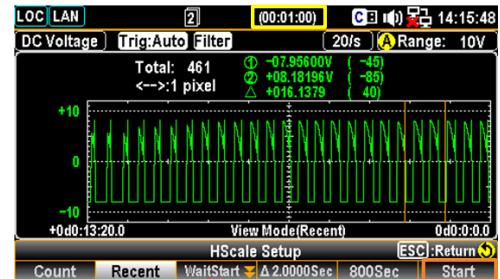 LOC LAN 2 (00:01:00) C 14:15:48
DC Voltage Trig:Auto Filter 20/s A Range: 10V
Total: 461 ① -07.95600V ( -45)
<-->:1 pixel ② +08.18196V ( -85)
△ +016.1379 ( 40)
+10
0
-10
+0d0:13:20.0 View Mode(Recent) 0d0:0:0.0
HScale Setup ESC :Return
Count Recent WaitStart Δ 2.0000Sec 800Sec Start